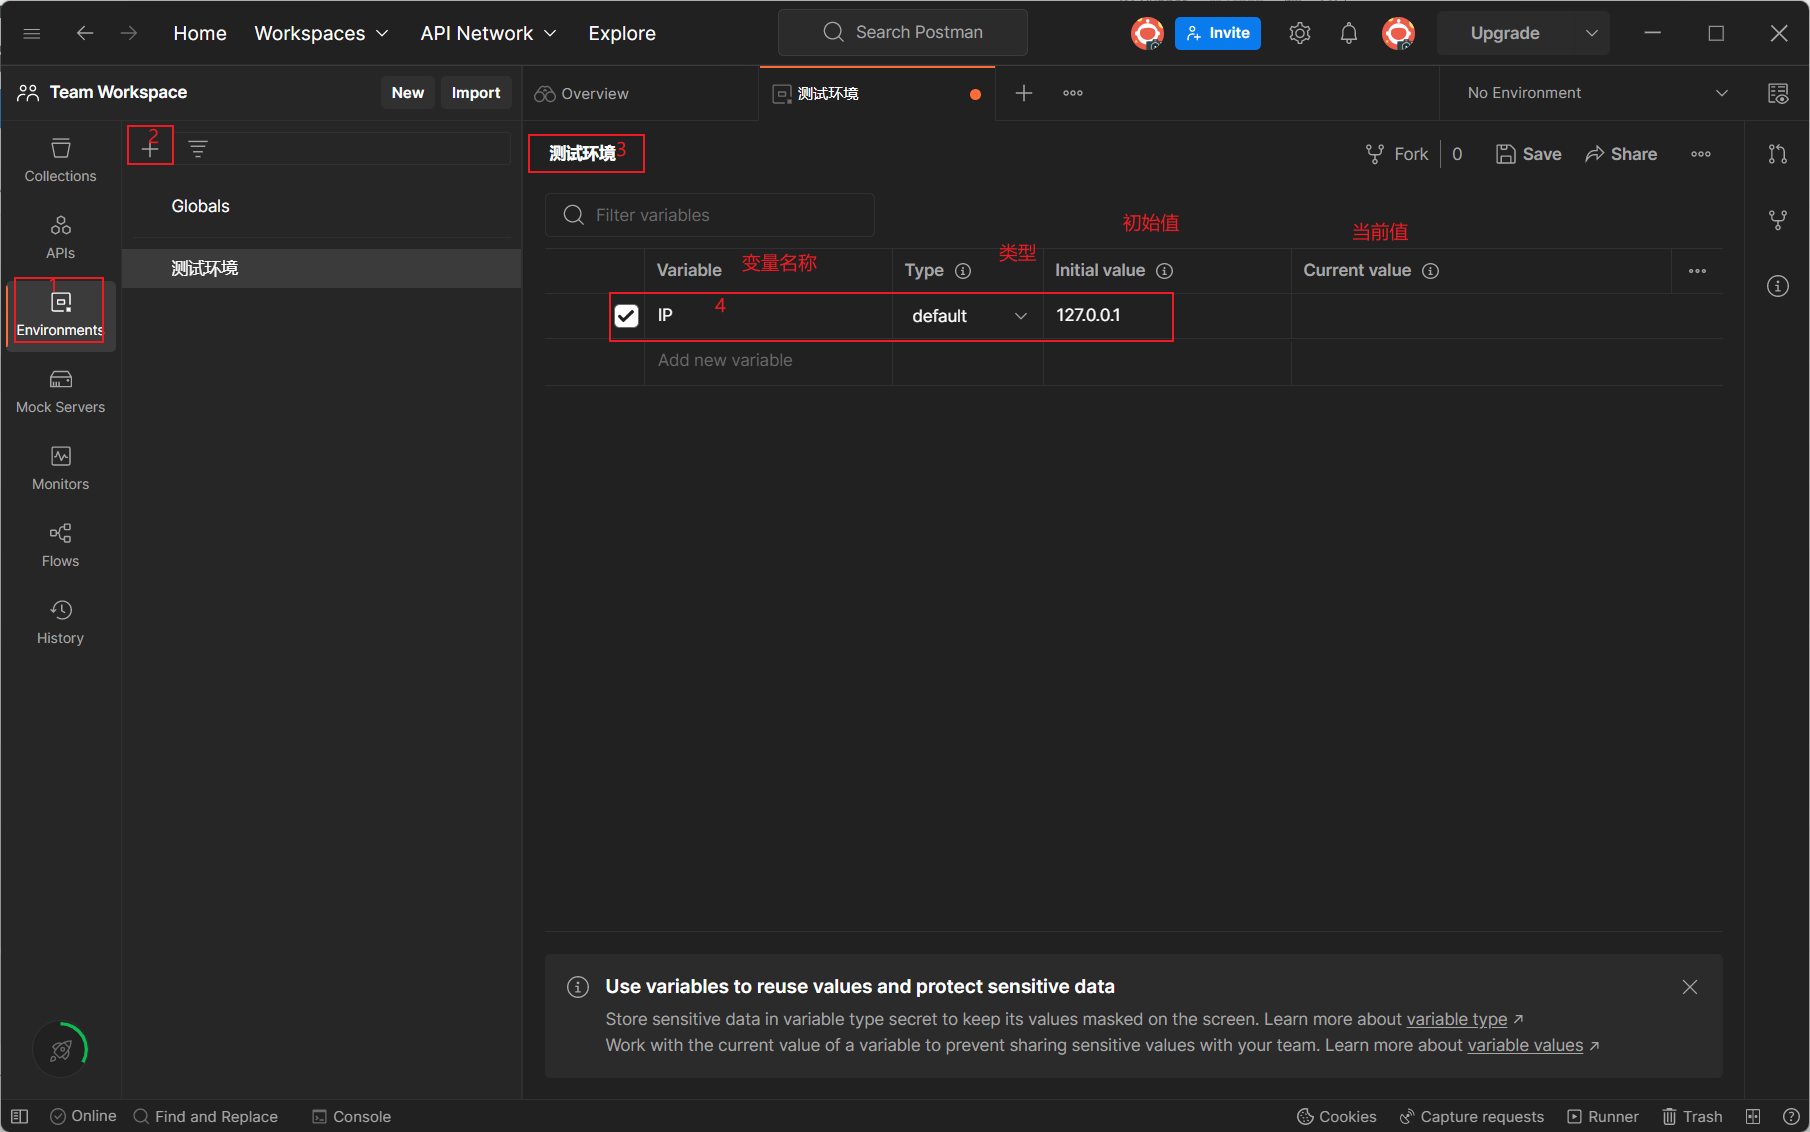 Home Workspaces API Network Explore Search Postman Invite Upgrade
Team Workspace New Import Overview 测试环境 No Environment
2
测试环境 3 Fork 0 Save Share
Collections
Globals
Filter variables
初始值
当前值
APIs
类型
测试环境
Variable 变量名称 Type Initial value Current value
1
Environments
4
IP default 127.0.0.1
Add new variable
Mock Servers
Monitors
Flows
History
Use variables to reuse values and protect sensitive data
Store sensitive data in variable type secret to keep its values masked on the screen. Learn more about variable type ↗
Work with the current value of a variable to prevent sharing sensitive values with your team. Learn more about variable values ↗
Online Find and Replace Console Cookies Capture requests Runner Trash